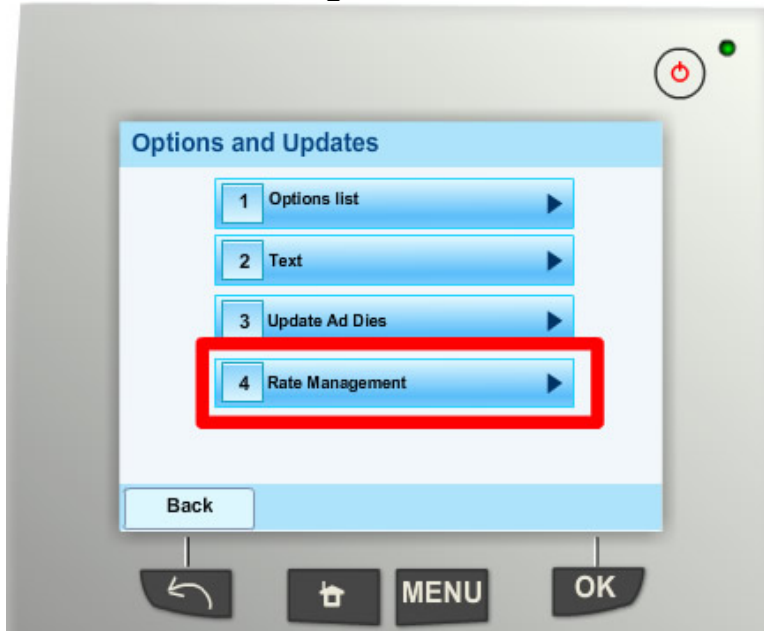 Options and Updates
1 Options list
2 Text
3 Update Ad Dies
4 Rate Management
Back
MENU
OK